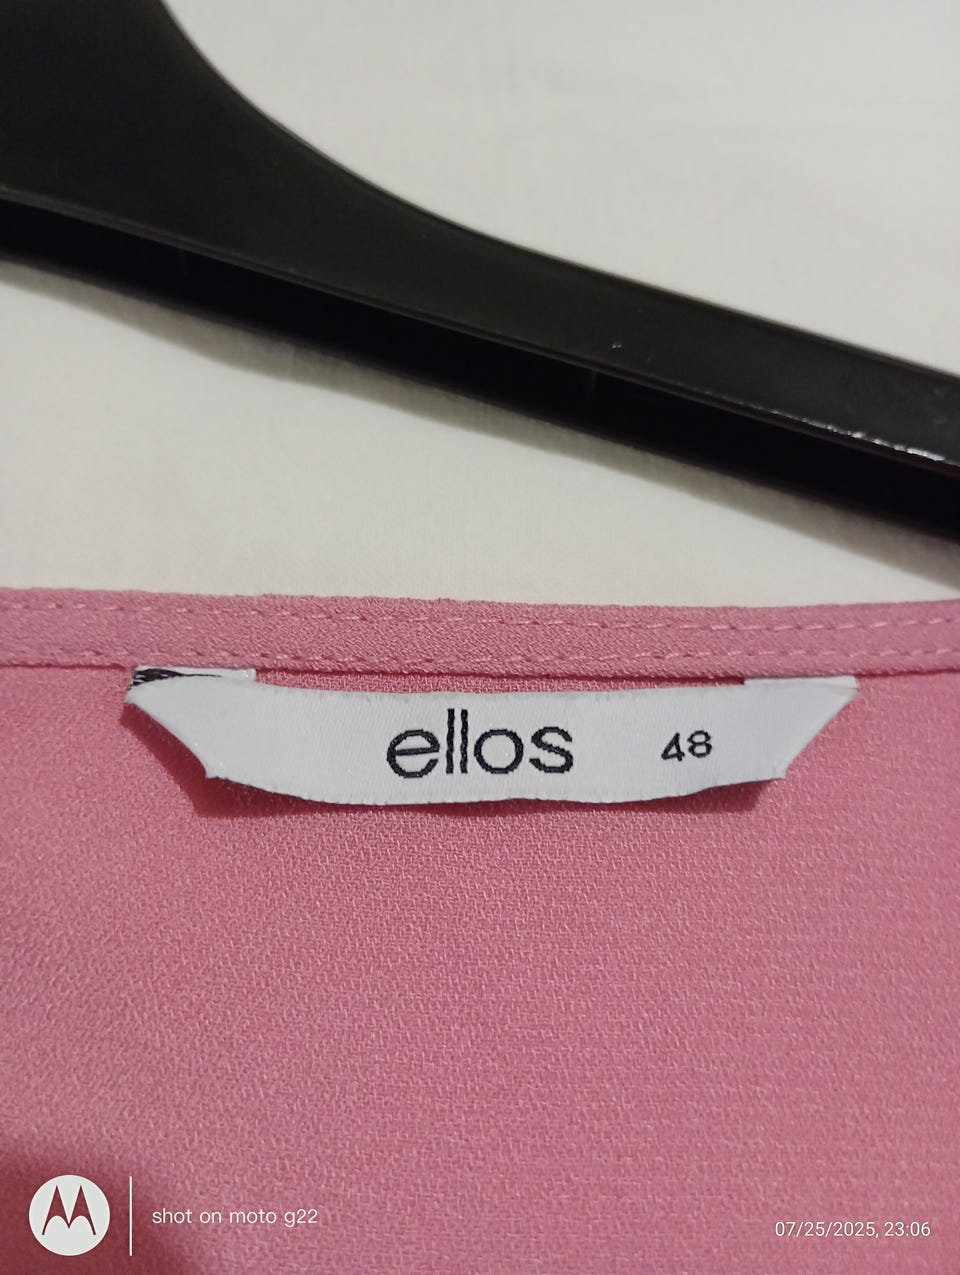 ellos 48
shot on moto g22
07/25/2025, 23:06